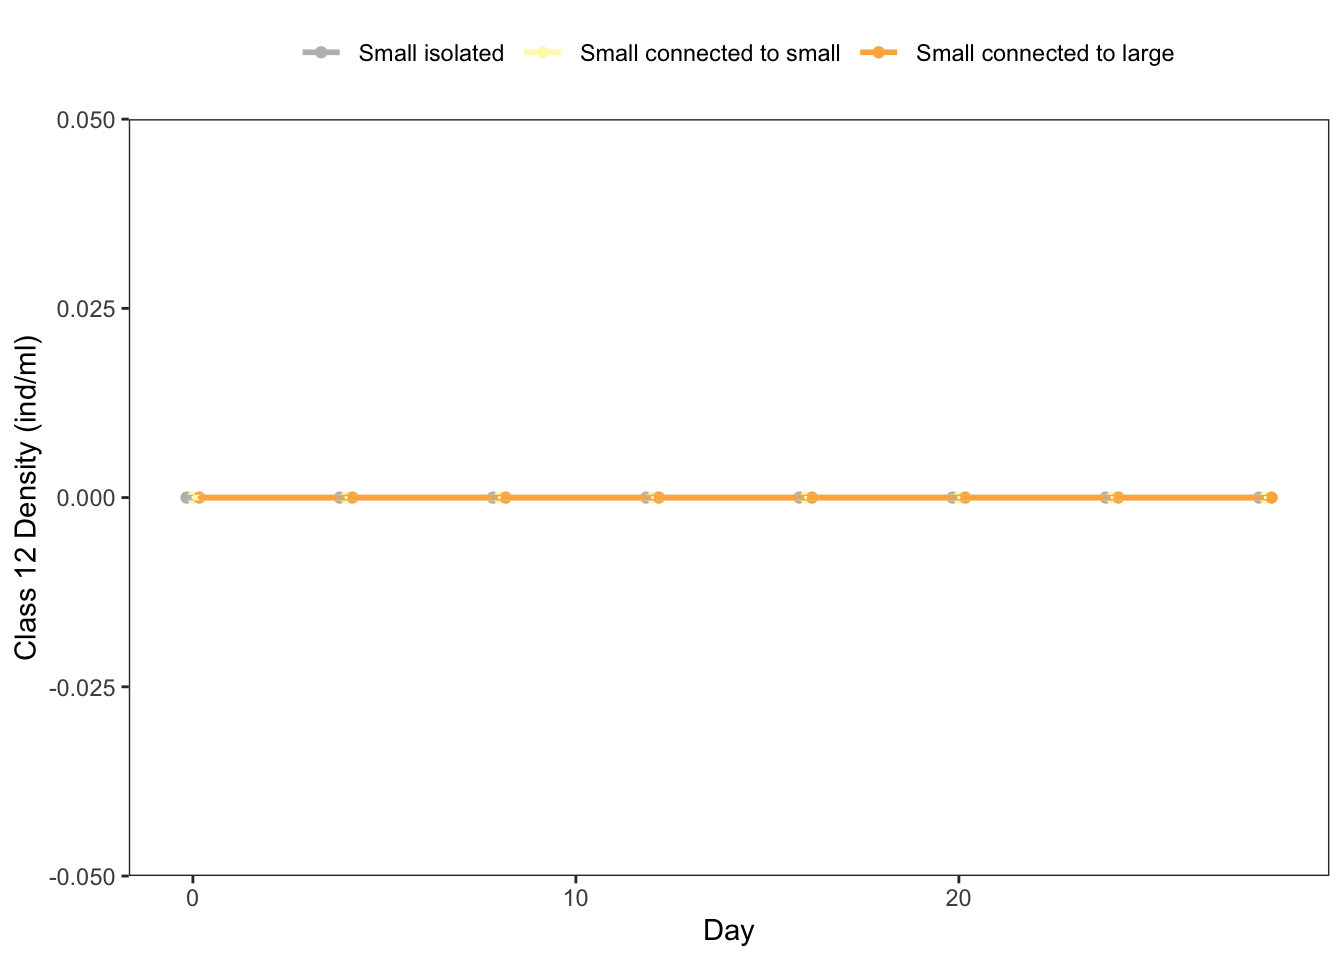 Small isolated Small connected to small Small connected to large
0.050
0.025
0.000
-0.025
-0.050
Class 12 Density (ind/ml)
0 10 20
Day